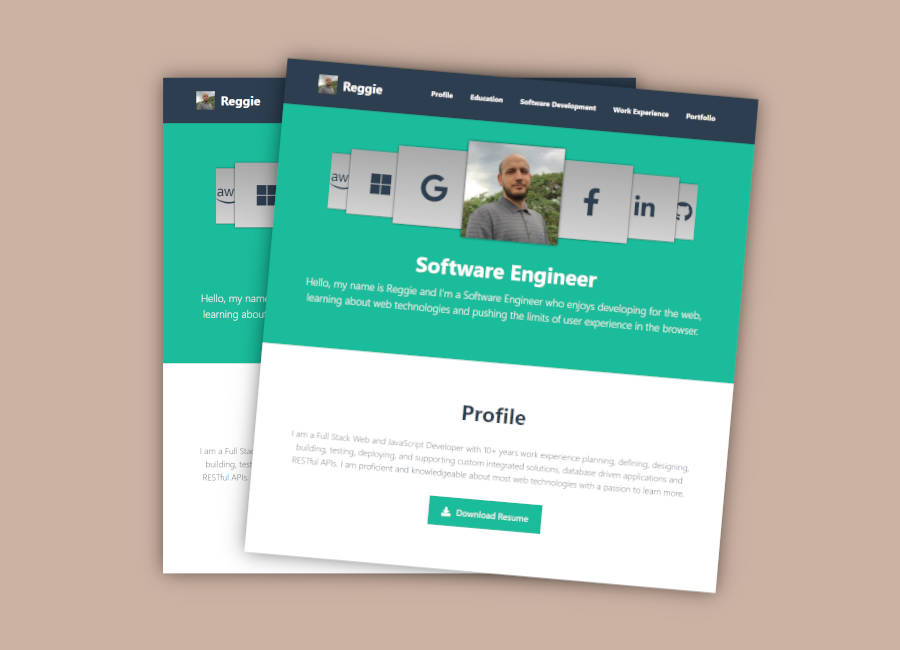 Reggie
Reggie
Profile
Education
Software Development
Work Experience
Portfolio
aw
aw
G
f
in
Software Engineer
Hello, my name is Reggie and I'm a Software Engineer who enjoys developing for the web,
learning about web technologies and pushing the limits of user experience in the browser.
Hello, my name
learning about
Profile
I am a Full Stack Web and JavaScript Developer with 10+ years work experience planning, defining, designing,
building, testing, deploying, and supporting custom integrated solutions, database driven applications and
RESTful APIs. I am proficient and knowledgeable about most web technologies with a passion to learn more.
I am a Full Stac
building, test
RESTful APIs.
Download Resume